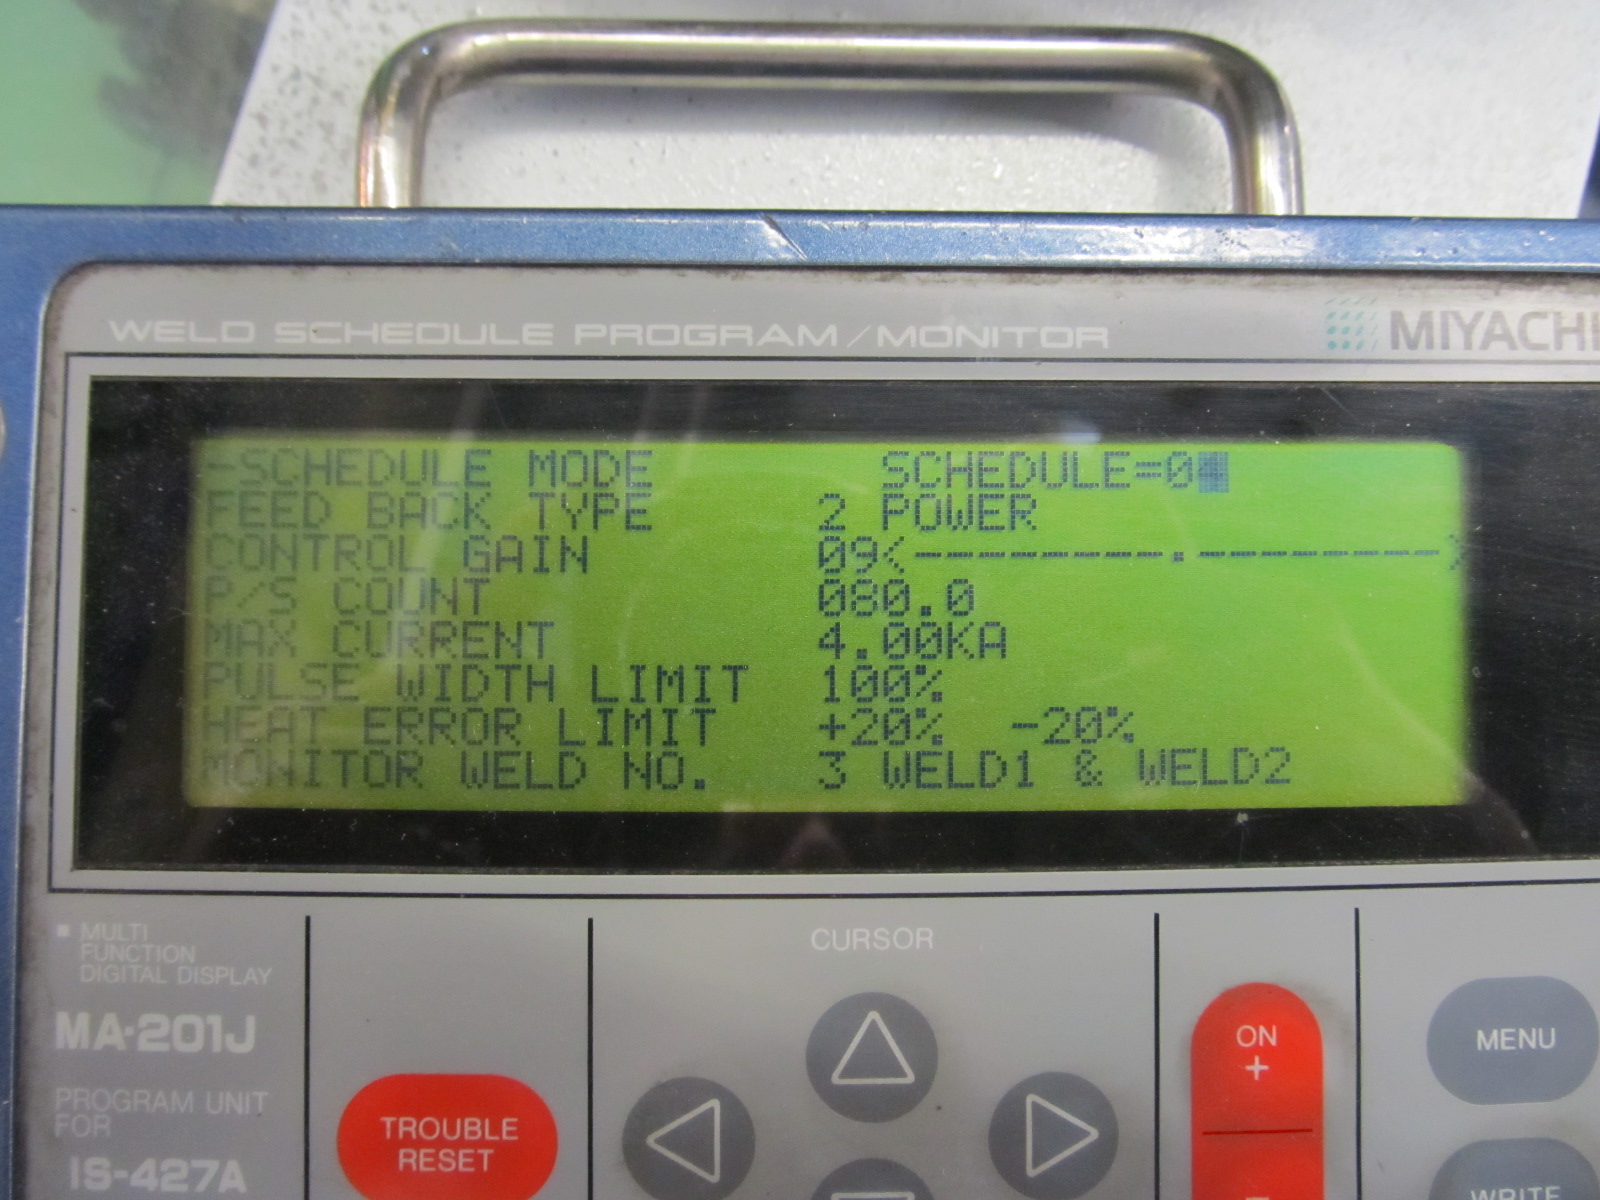 WELD SCHEDULE PROGRAM/MONITOR
MIYACHI
-SCHEDULE MODE SCHEDULE=04
FEED BACK TYPE 2 POWER
CONTROL GAIN 09<--------.-------->
P/S COUNT 080.0
MAX CURRENT 4.00KA
PULSE WIDTH LIMIT 100%
HEAT ERROR LIMIT +20% -20%
MONITOR WELD NO. 3 WELD1 & WELD2
MULTI
FUNCTION
DIGITAL DISPLAY
MA-201J
PROGRAM UNIT
FOR
IS-427A
TROUBLE
RESET
CURSOR
ON
+
−
MENU
WRITE